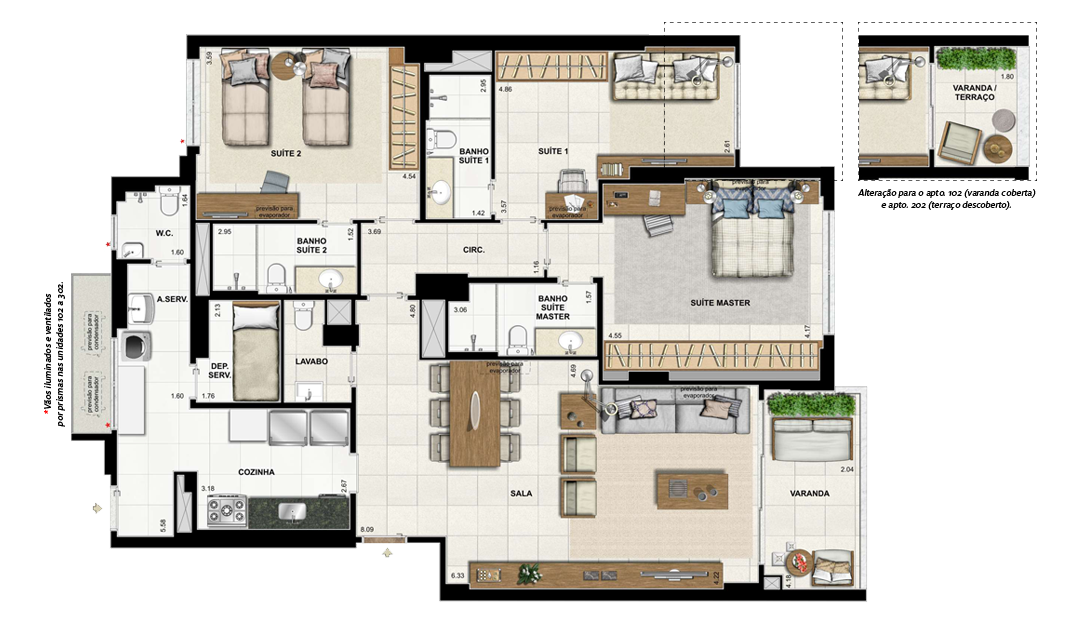 3.59
SUÍTE 2
4.54
previsão para
evaporador
2.95
BANHO
SUÍTE 1
1.42
4.86
SUÍTE 1
2.61
3.57
previsão para
evaporador
VARANDA /
TERRAÇO
1.80
Alteração para o apto. 102 (varanda coberta)
e apto. 202 (terraço descoberto).
*
1.64
W.C.
1.60
*
2.95
BANHO
SUÍTE 2
1.52
3.69
CIRC.
1.16
previsão para
SUÍTE MASTER
4.55
4.17
3.06
BANHO
SUÍTE
MASTER
1.57
4.80
A.SERV.
2.13
DEP.
SERV.
1.76
LAVABO
1.60
previsão para
condensador
previsão para
condensador
*
*Vãos iluminados e ventilados
por prismas nas unidades 102 a 302.
previsão para
evaporador
4.69
previsão para
evaporador
COZINHA
3.18
2.67
5.58
8.09
SALA
6.33
4.22
2.04
VARANDA
4.18